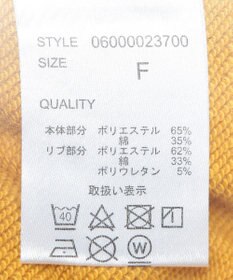 STYLE 06000023700
SIZE
F
QUALITY
本体部分 ポリエステル 65%
綿 35%
リブ部分 ポリエステル 62%
綿 33%
ポリウレタン 5%
取扱い表示
40
W